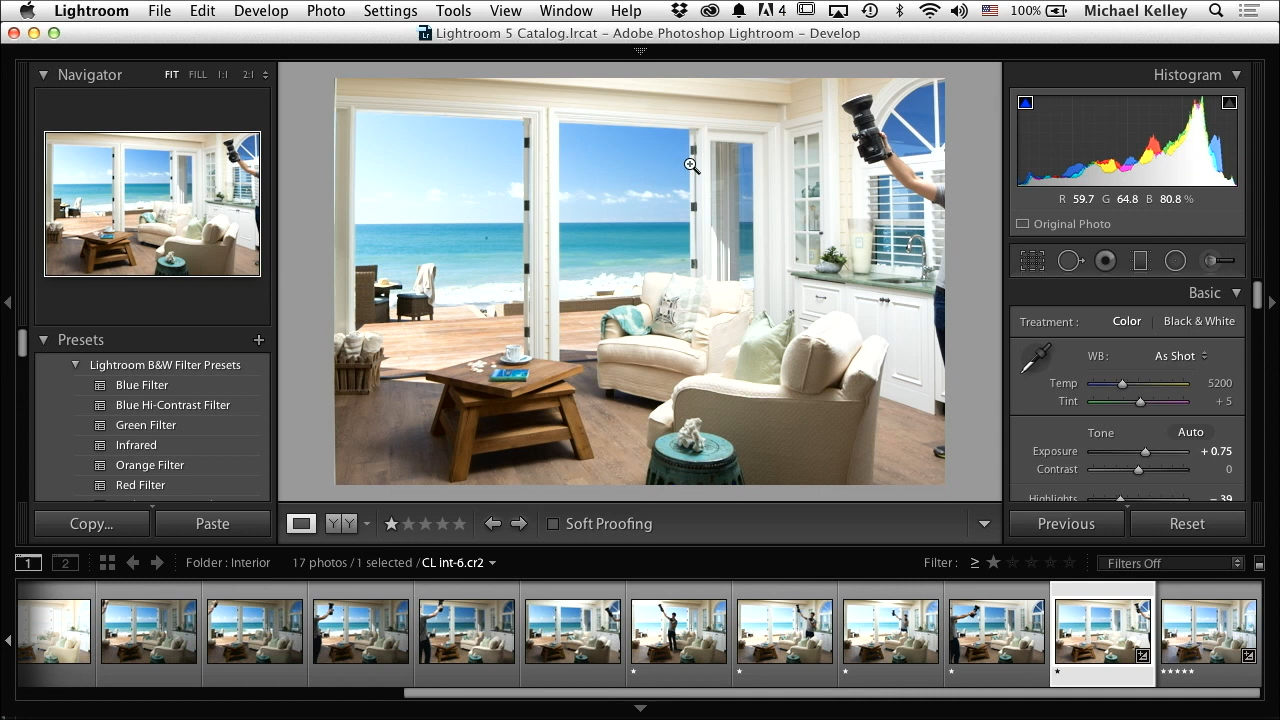 Lightroom File Edit Develop Photo Settings Tools View Window Help 4 100% Michael Kelley
Lightroom 5 Catalog.lrcat – Adobe Photoshop Lightroom – Develop
Navigator FIT FILL 1:1 2:1
Histogram
R 59.7 G 64.8 B 80.8 %
Original Photo
Basic
Treatment : Color Black & White
WB: As Shot
Temp 5200
Tint + 5
Tone Auto
Exposure + 0.75
Contrast 0
Highlights – 39
Presets +
Lightroom B&W Filter Presets
Blue Filter
Blue Hi-Contrast Filter
Green Filter
Infrared
Orange Filter
Red Filter
Copy... Paste
Y Y Soft Proofing
Previous Reset
1 2 Folder : Interior 17 photos / 1 selected / CL Int-6.cr2 Filter : ≥ Filters Off